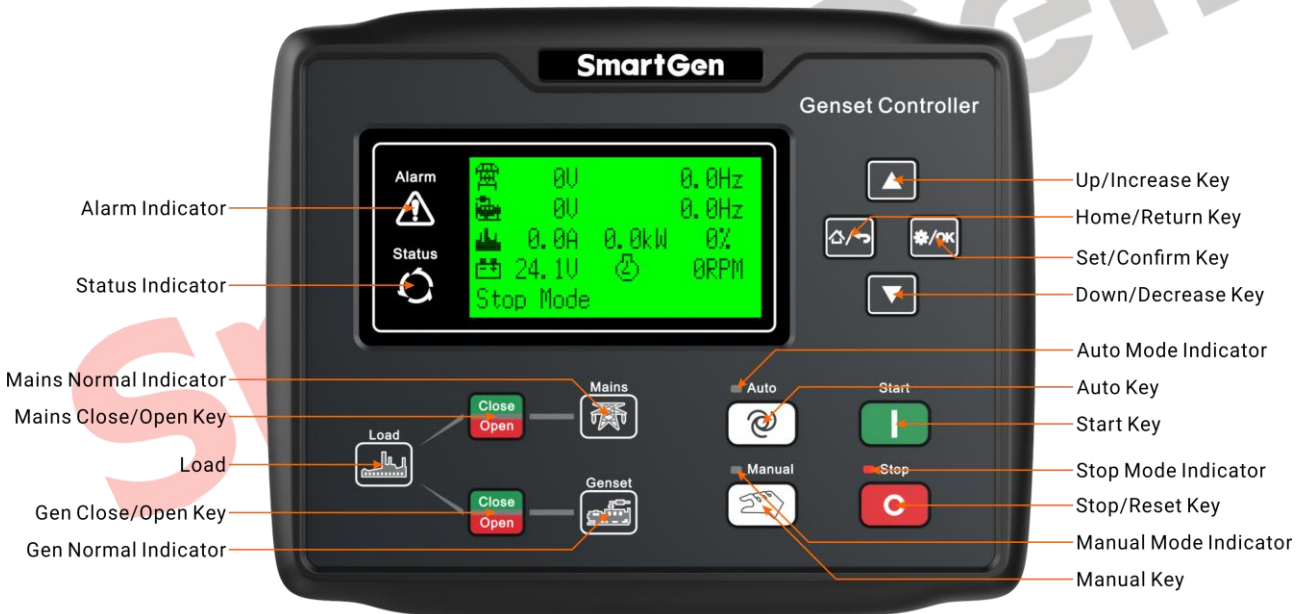 SmartGen
Genset Controller
Alarm
0V 0.0Hz
0V 0.0Hz
Status
0.0A 0.0kW 0%
24.1V 0RPM
Stop Mode
/OK
Alarm Indicator
Status Indicator
Mains Normal Indicator
Mains Close/Open Key
Load
Gen Close/Open Key
Gen Normal Indicator
Close
Open
Mains
Load
Close
Open
Genset
Auto
Start
Manual
Stop
Up/Increase Key
Home/Return Key
Set/Confirm Key
Down/Decrease Key
Auto Mode Indicator
Auto Key
Start Key
Stop Mode Indicator
Stop/Reset Key
Manual Mode Indicator
Manual Key